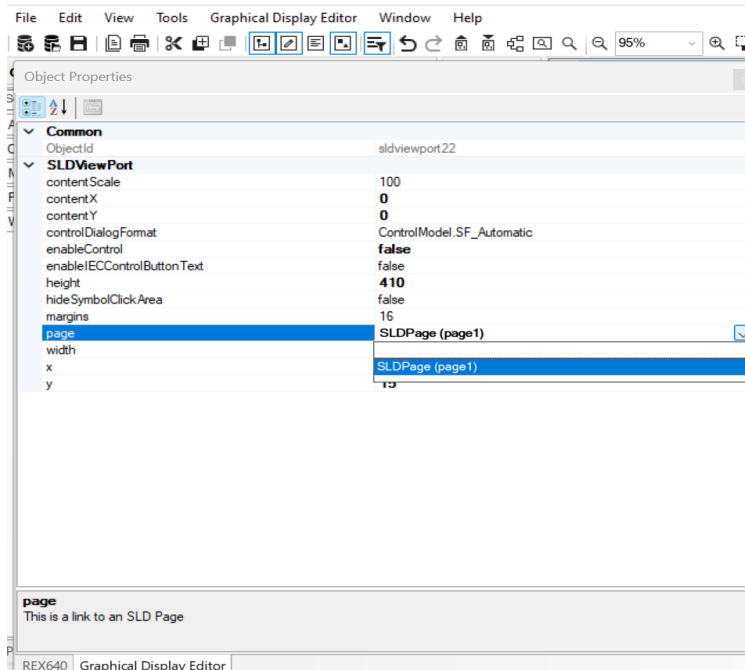 File Edit View Tools Graphical Display Editor Window Help
95%
Object Properties
A
Z
Common
ObjectId sldviewport22
SLDViewPort
contentScale 100
contentX 0
contentY 0
controlDialogFormat ControlModel.SF_Automatic
enableControl false
enableIECControlButtonText false
height 410
hideSymbolClickArea false
margins 16
page SLDPage (page1)
width
x SLDPage (page1)
y 15
page
This is a link to an SLD Page
REX640 Graphical Display Editor